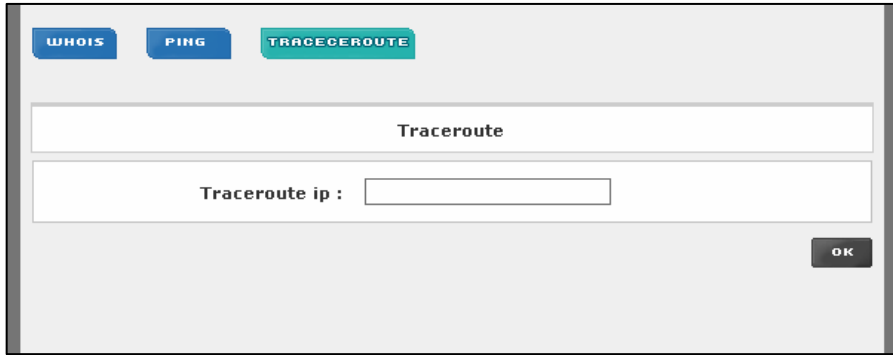 WHOIS PING TRACECEROUTE
Traceroute
Traceroute ip :
OK